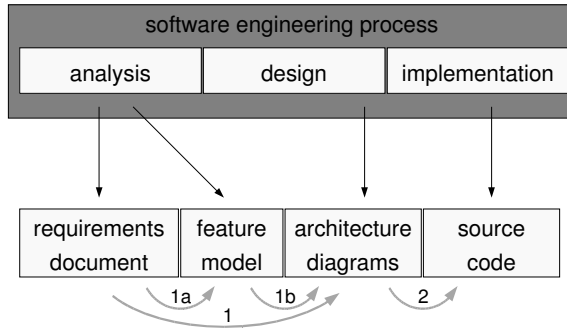 software engineering process
analysis design implementation
requirements feature architecture source
document model diagrams code
1a 1b 2
1